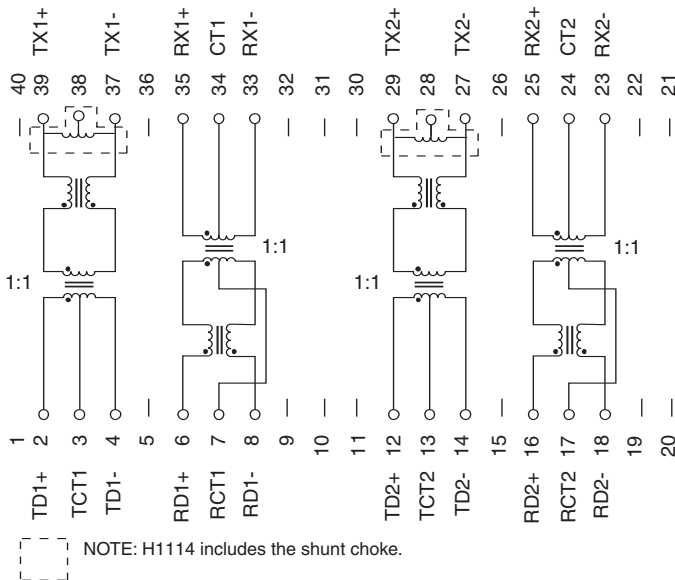 TX1+ TX1- RX1+ CT1 RX1- TX2+ TX2- RX2+ CT2 RX2-
40 39 38 37 36 35 34 33 32 31 30 29 28 27 26 25 24 23 22 21
1:1 1:1 1:1 1:1
1 2 3 4 5 6 7 8 9 10 11 12 13 14 15 16 17 18 19 20
TD1+ TCT1 TD1- RD1+ RCT1 RD1- TD2+ TCT2 TD2- RD2+ RCT2 RD2-
NOTE: H1114 includes the shunt choke.